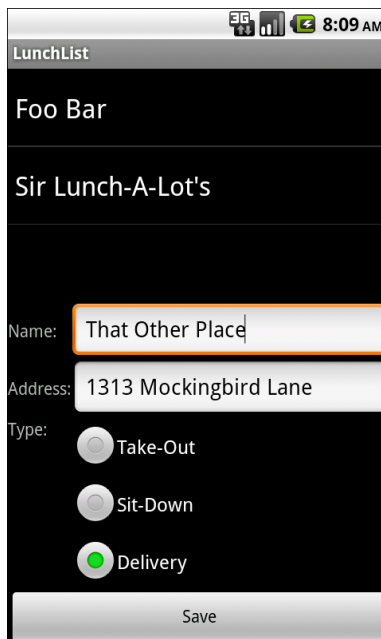 3G 8:09 AM
LunchList
Foo Bar
Sir Lunch-A-Lot's
Name: That Other Place
Address: 1313 Mockingbird Lane
Type:
Take-Out
Sit-Down
Delivery
Save